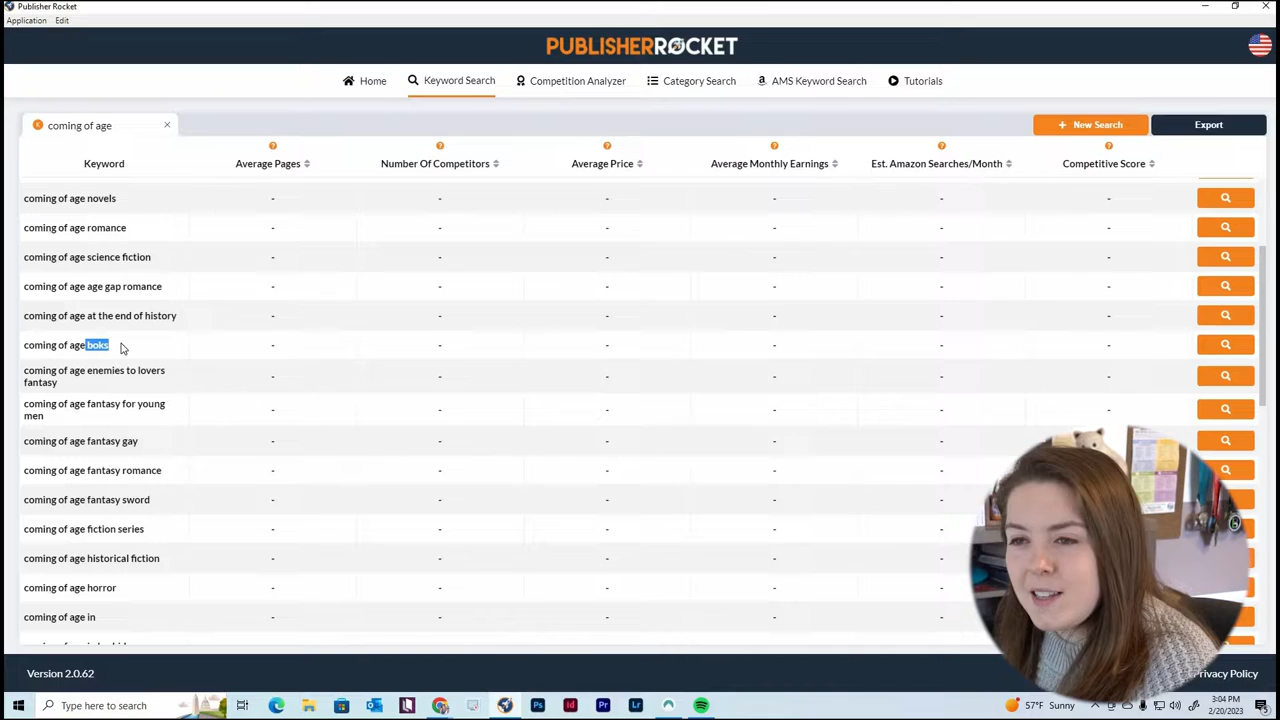 Publisher Rocket
Application Edit
PUBLISHERROCKET
Home Keyword Search Competition Analyzer Category Search AMS Keyword Search Tutorials
K coming of age
+ New Search Export
? ? ? ? ? ?
Keyword Average Pages Number Of Competitors Average Price Average Monthly Earnings Est. Amazon Searches/Month Competitive Score
coming of age novels - - - - - -
coming of age romance - - - - - -
coming of age science fiction - - - - - -
coming of age age gap romance - - - - - -
coming of age at the end of history - - - - - -
coming of age boks - - - - - -
coming of age enemies to lovers
fantasy - - - - - -
coming of age fantasy for young
men - - - - - -
coming of age fantasy gay - - - - -
coming of age fantasy romance - - - - -
coming of age fantasy sword - - - - -
coming of age fiction series - - - - -
coming of age historical fiction - - - - -
coming of age horror - - - - -
coming of age in - - - - -
Version 2.0.62
Privacy Policy
Type here to search
Ps Id Pr Lr
57°F Sunny
3:04 PM
2/20/2023